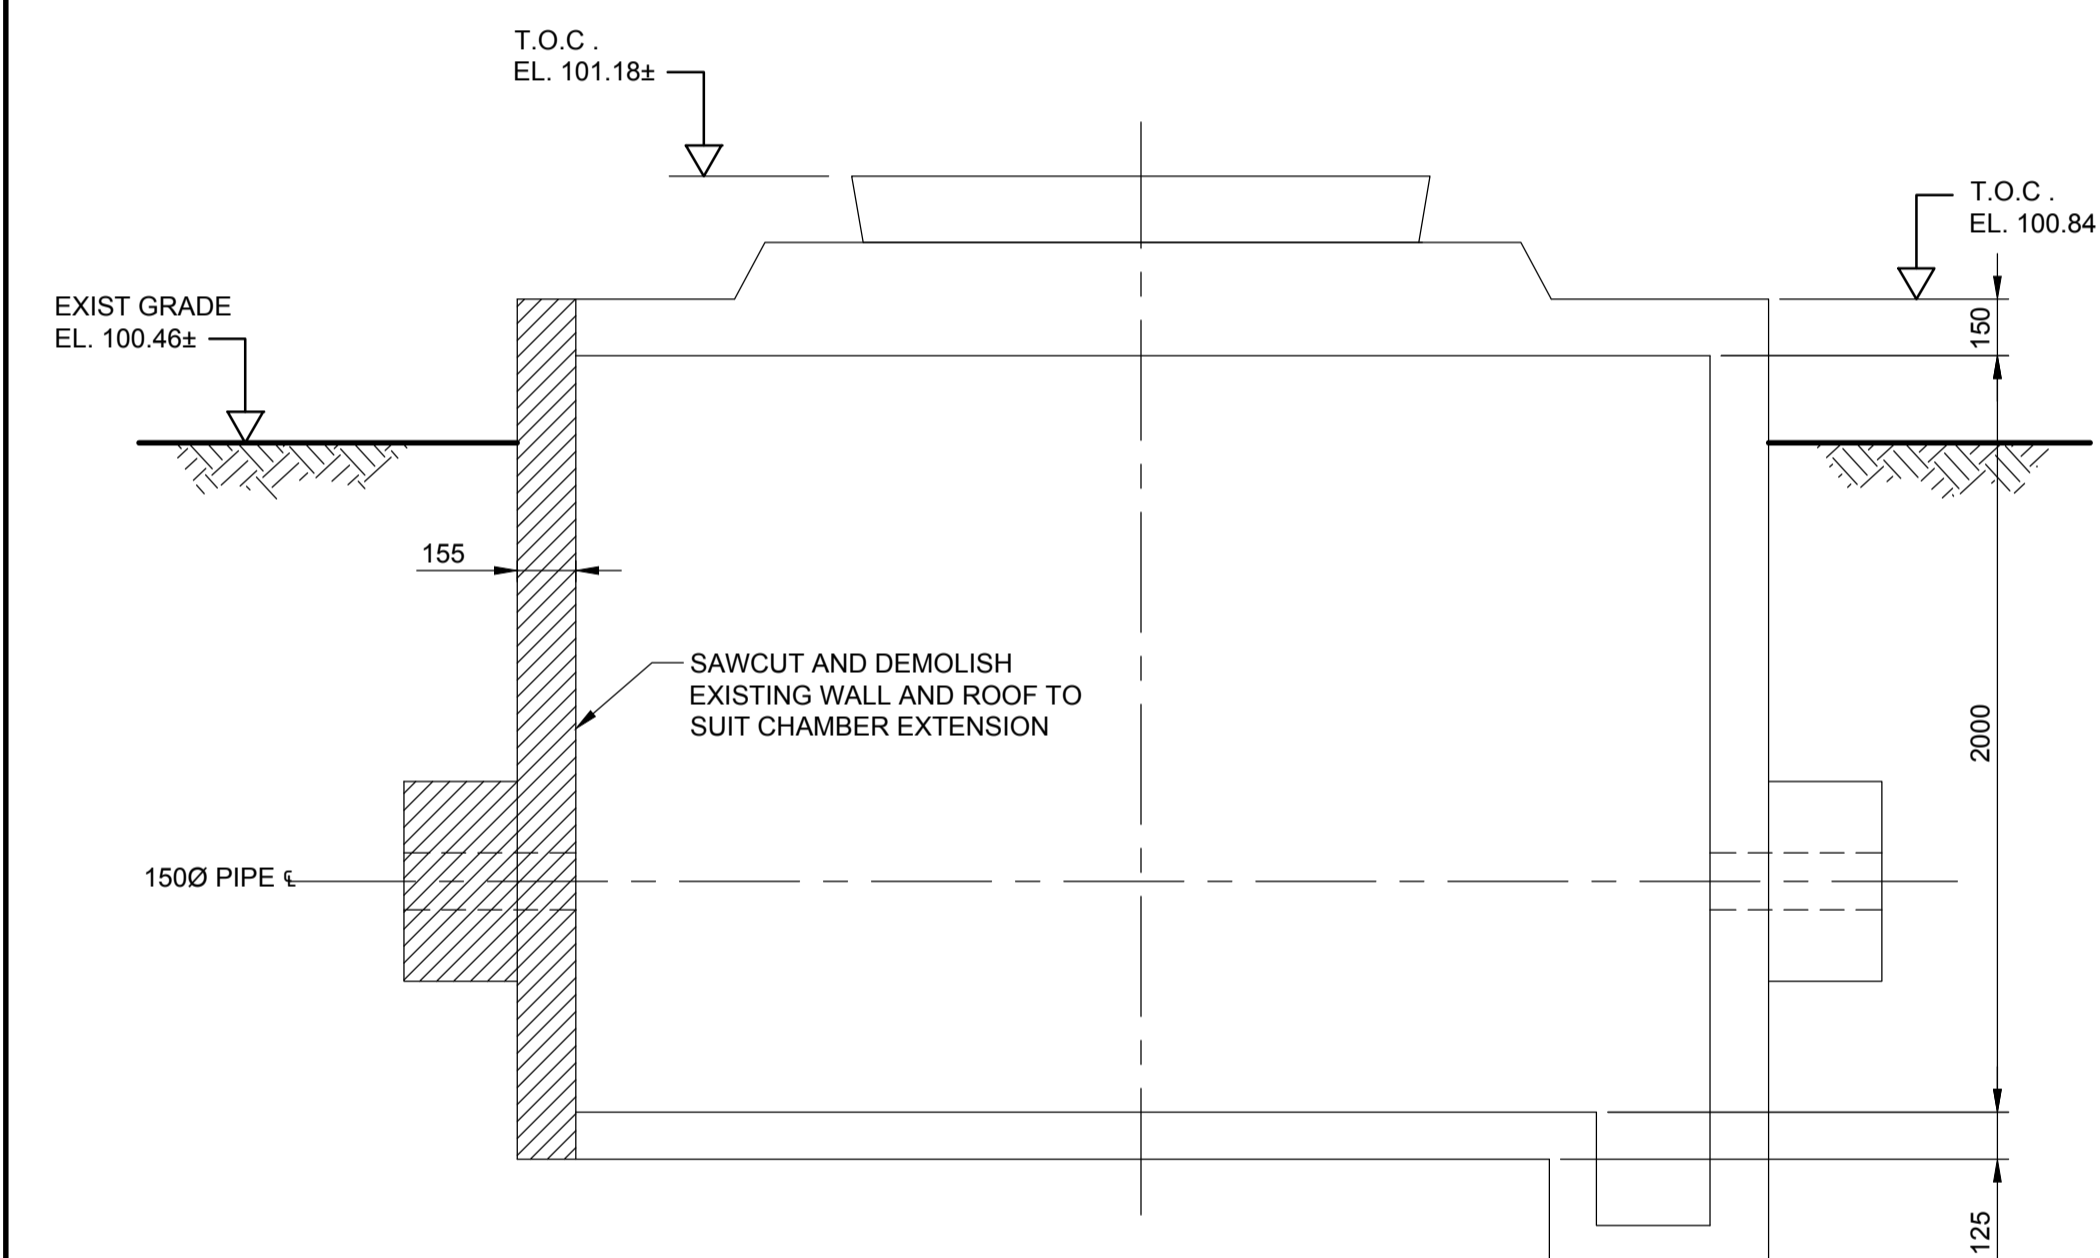 T.O.C .
EL. 101.18±
T.O.C .
EL. 100.84
EXIST GRADE
EL. 100.46±
150
155
SAWCUT AND DEMOLISH
EXISTING WALL AND ROOF TO
SUIT CHAMBER EXTENSION
2000
150Ø PIPE ℄
125